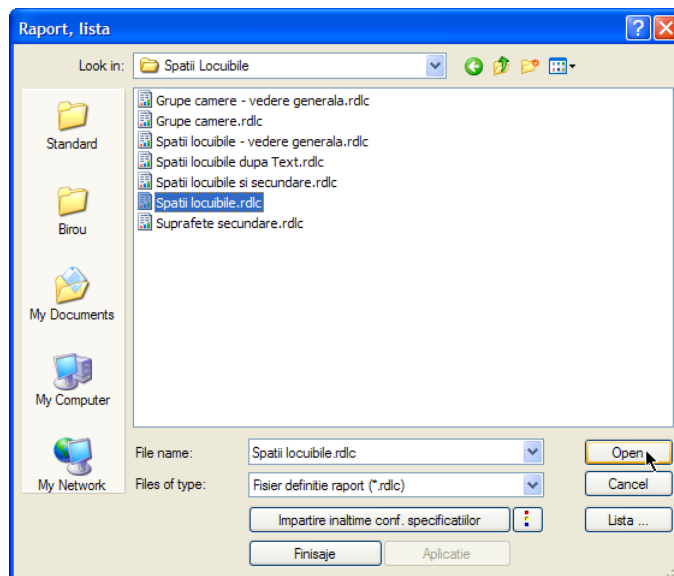 Raport, lista
Look in:
Spatii Locuibile
Standard
Birou
My Documents
My Computer
My Network
Grupe camere - vedere generala.rdlc
Grupe camere.rdlc
Spatii locuibile - vedere generala.rdlc
Spatii locuibile dupa Text.rdlc
Spatii locuibile si secundare.rdlc
Spatii locuibile.rdlc
Suprafete secundare.rdlc
File name:
Spatii locuibile.rdlc
Open
Files of type:
Fisier definitie raport (*.rdlc)
Cancel
Impartire inaltime conf. specificatiilor
Lista ...
Finisaje
Aplicatie